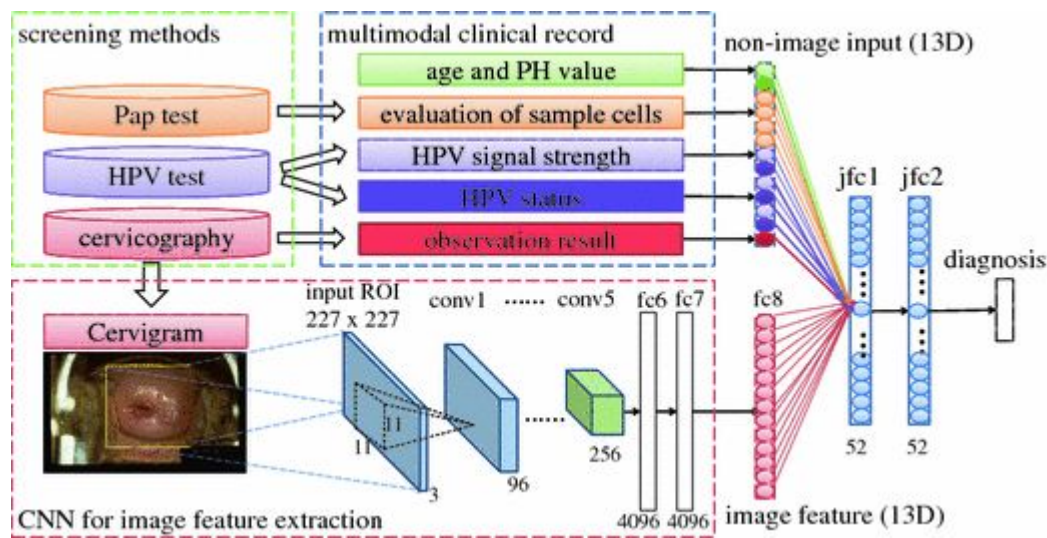 screening methods
Pap test
HPV test
cervicography
multimodal clinical record
age and PH value
evaluation of sample cells
HPV signal strength
HPV status
observation result
non-image input (13D)
jfc1 jfc2
diagnosis
52 52
Cervigram
input ROI
227 x 227
conv1 ...... conv5
fc6 fc7
fc8
11
11
3
96
......
256
4096 4096
CNN for image feature extraction
image feature (13D)